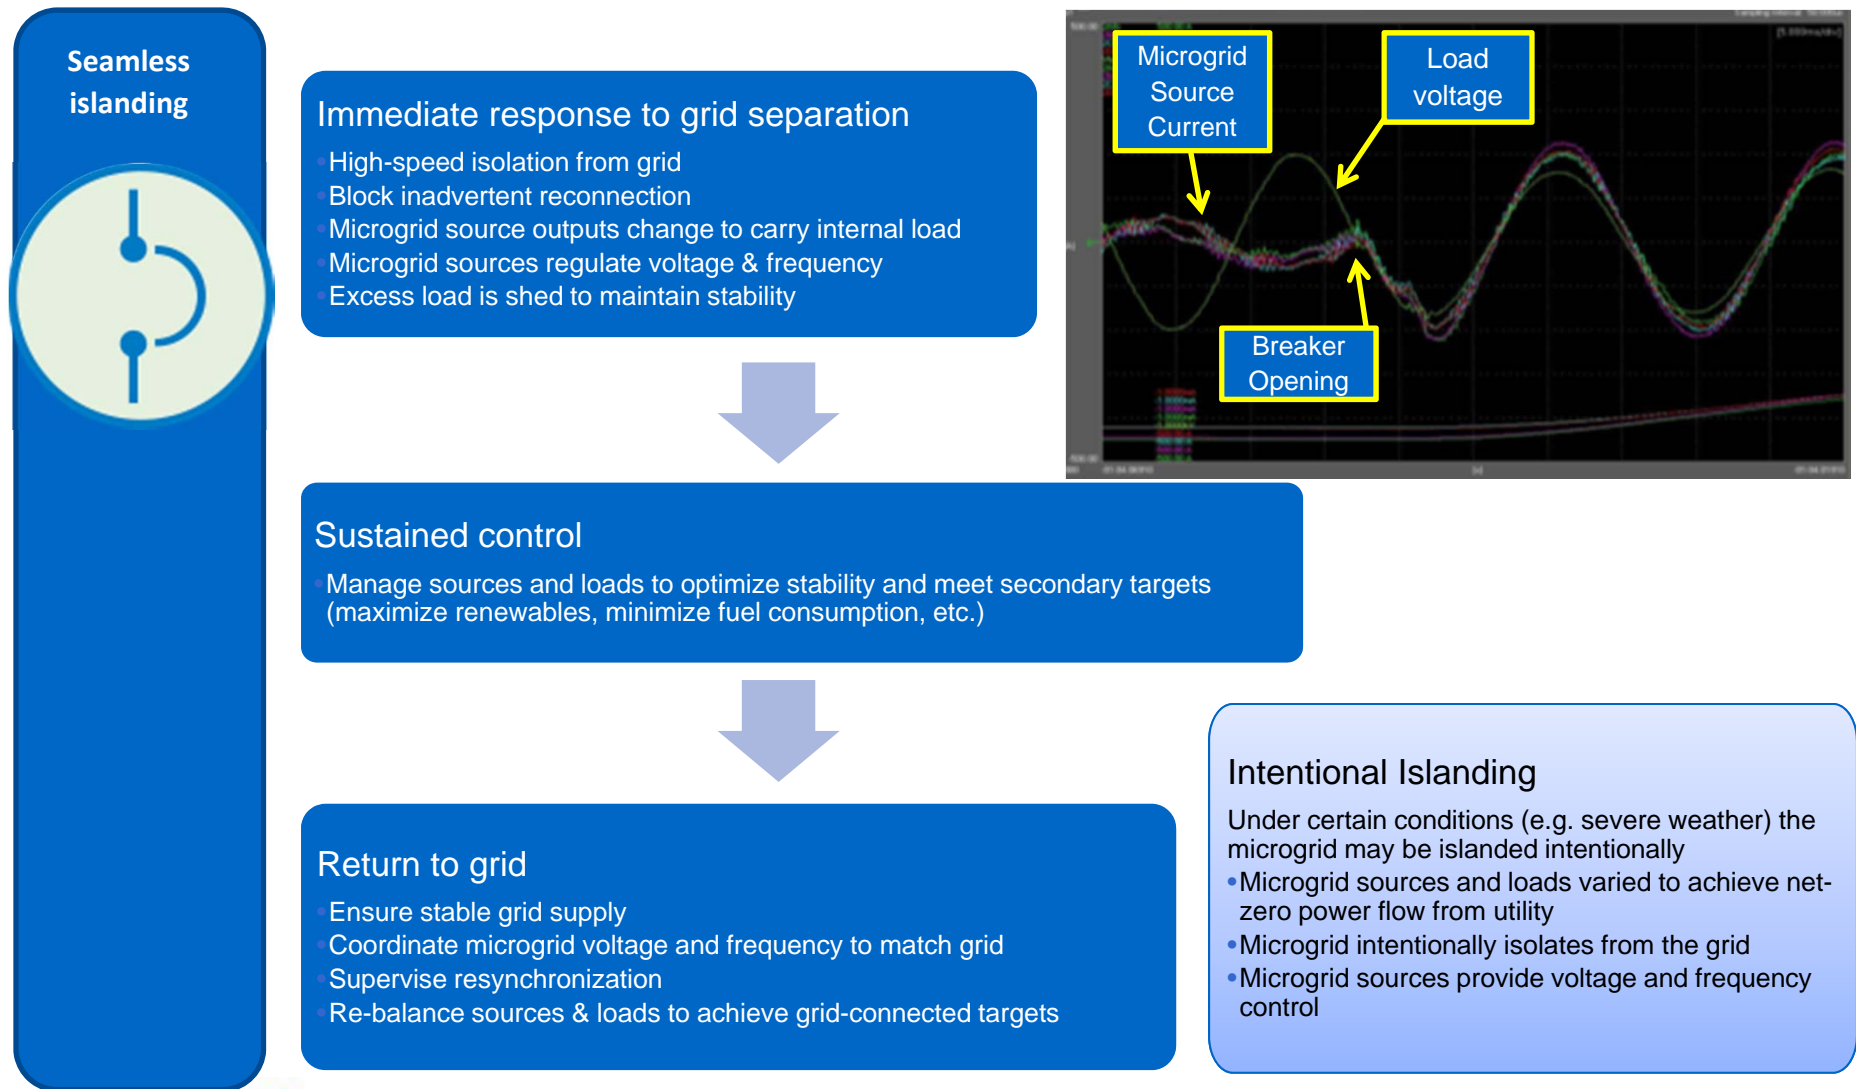 Seamless
islanding
Immediate response to grid separation
•High-speed isolation from grid
•Block inadvertent reconnection
•Microgrid source outputs change to carry internal load
•Microgrid sources regulate voltage & frequency
•Excess load is shed to maintain stability
Microgrid
Source
Current
Load
voltage
Breaker
Opening
Sustained control
•Manage sources and loads to optimize stability and meet secondary targets
(maximize renewables, minimize fuel consumption, etc.)
Return to grid
•Ensure stable grid supply
•Coordinate microgrid voltage and frequency to match grid
•Supervise resynchronization
•Re-balance sources & loads to achieve grid-connected targets
Intentional Islanding
Under certain conditions (e.g. severe weather) the
microgrid may be islanded intentionally
•Microgrid sources and loads varied to achieve net-
zero power flow from utility
•Microgrid intentionally isolates from the grid
•Microgrid sources provide voltage and frequency
control